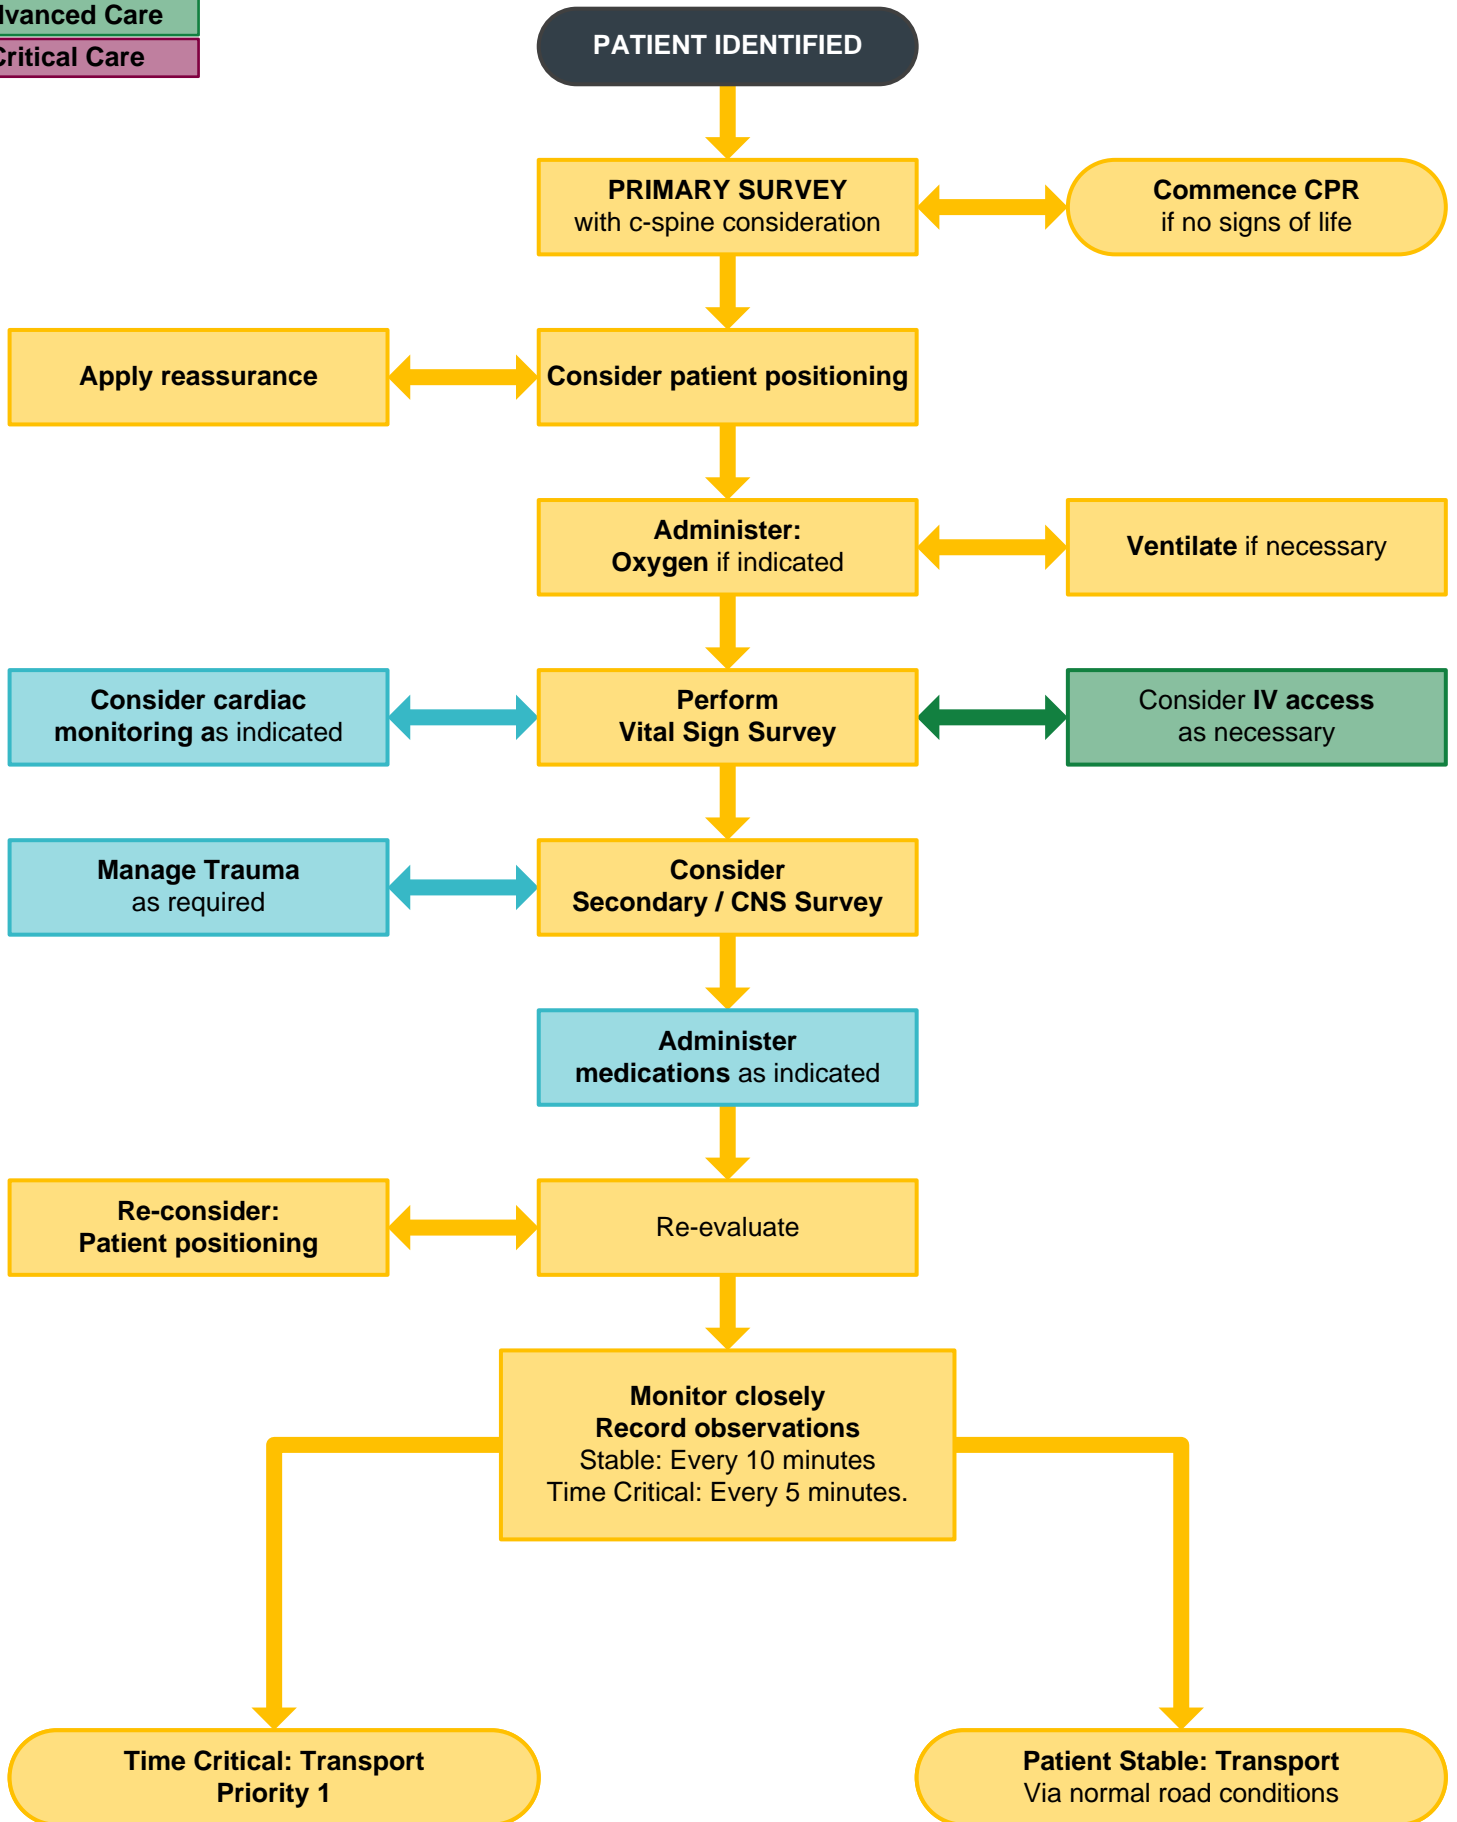 dvanced Care
Critical Care
PATIENT IDENTIFIED
PRIMARY SURVEY
with c-spine consideration
Commence CPR
if no signs of life
Apply reassurance
Consider patient positioning
Administer:
Oxygen if indicated
Ventilate if necessary
Consider cardiac
monitoring as indicated
Perform
Vital Sign Survey
Consider IV access
as necessary
Manage Trauma
as required
Consider
Secondary / CNS Survey
Administer
medications as indicated
Re-consider:
Patient positioning
Re-evaluate
Monitor closely
Record observations
Stable: Every 10 minutes
Time Critical: Every 5 minutes.
Time Critical: Transport
Priority 1
Patient Stable: Transport
Via normal road conditions